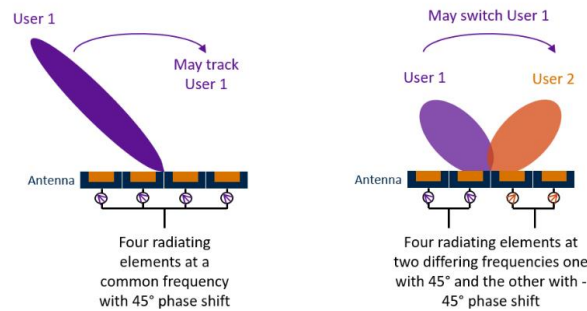 User 1
May track
User 1
Antenna
Four radiating
elements at a
common frequency
with 45° phase shift
May switch User 1
User 1
User 2
Antenna
Four radiating elements at
two differing frequencies one
with 45° and the other with -
45° phase shift